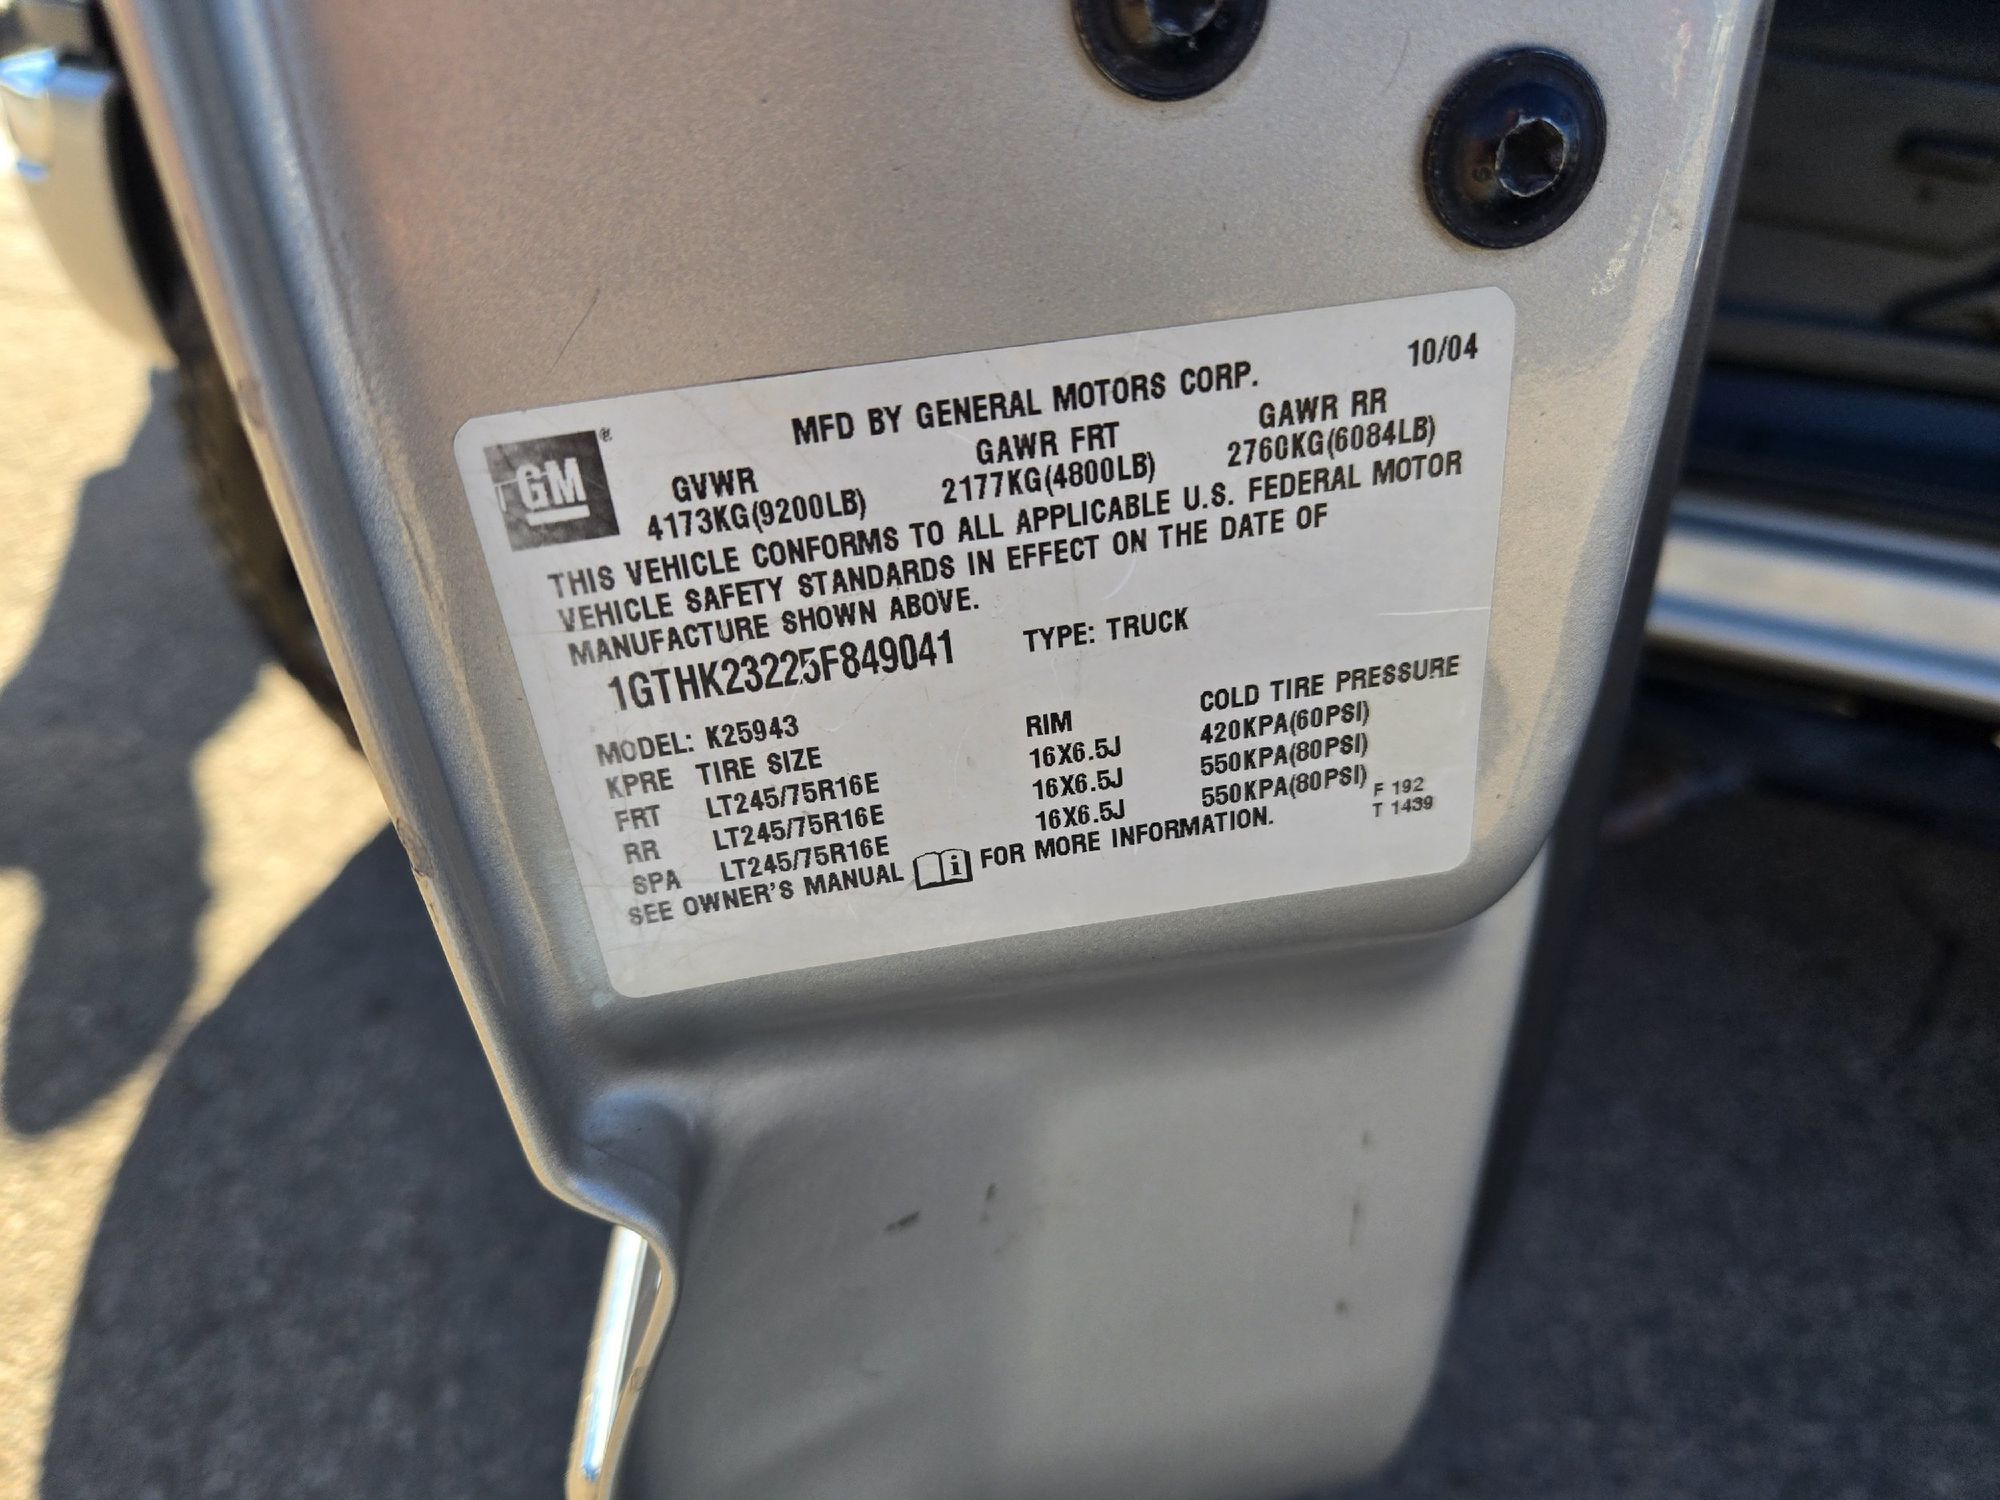 10/04
MFD BY GENERAL MOTORS CORP.
GM
GVWR GAWR FRT GAWR RR
4173KG(9200LB) 2177KG(4800LB) 2760KG(6084LB)
THIS VEHICLE CONFORMS TO ALL APPLICABLE U.S. FEDERAL MOTOR
VEHICLE SAFETY STANDARDS IN EFFECT ON THE DATE OF
MANUFACTURE SHOWN ABOVE.
1GTHK23225F849041 TYPE: TRUCK
MODEL: K25943
KPRE TIRE SIZE RIM COLD TIRE PRESSURE
FRT LT245/75R16E 16X6.5J 420KPA(60PSI)
RR LT245/75R16E 16X6.5J 550KPA(80PSI)
SPA LT245/75R16E 16X6.5J 550KPA(80PSI)
SEE OWNER'S MANUAL i FOR MORE INFORMATION.
F 192
T 1439